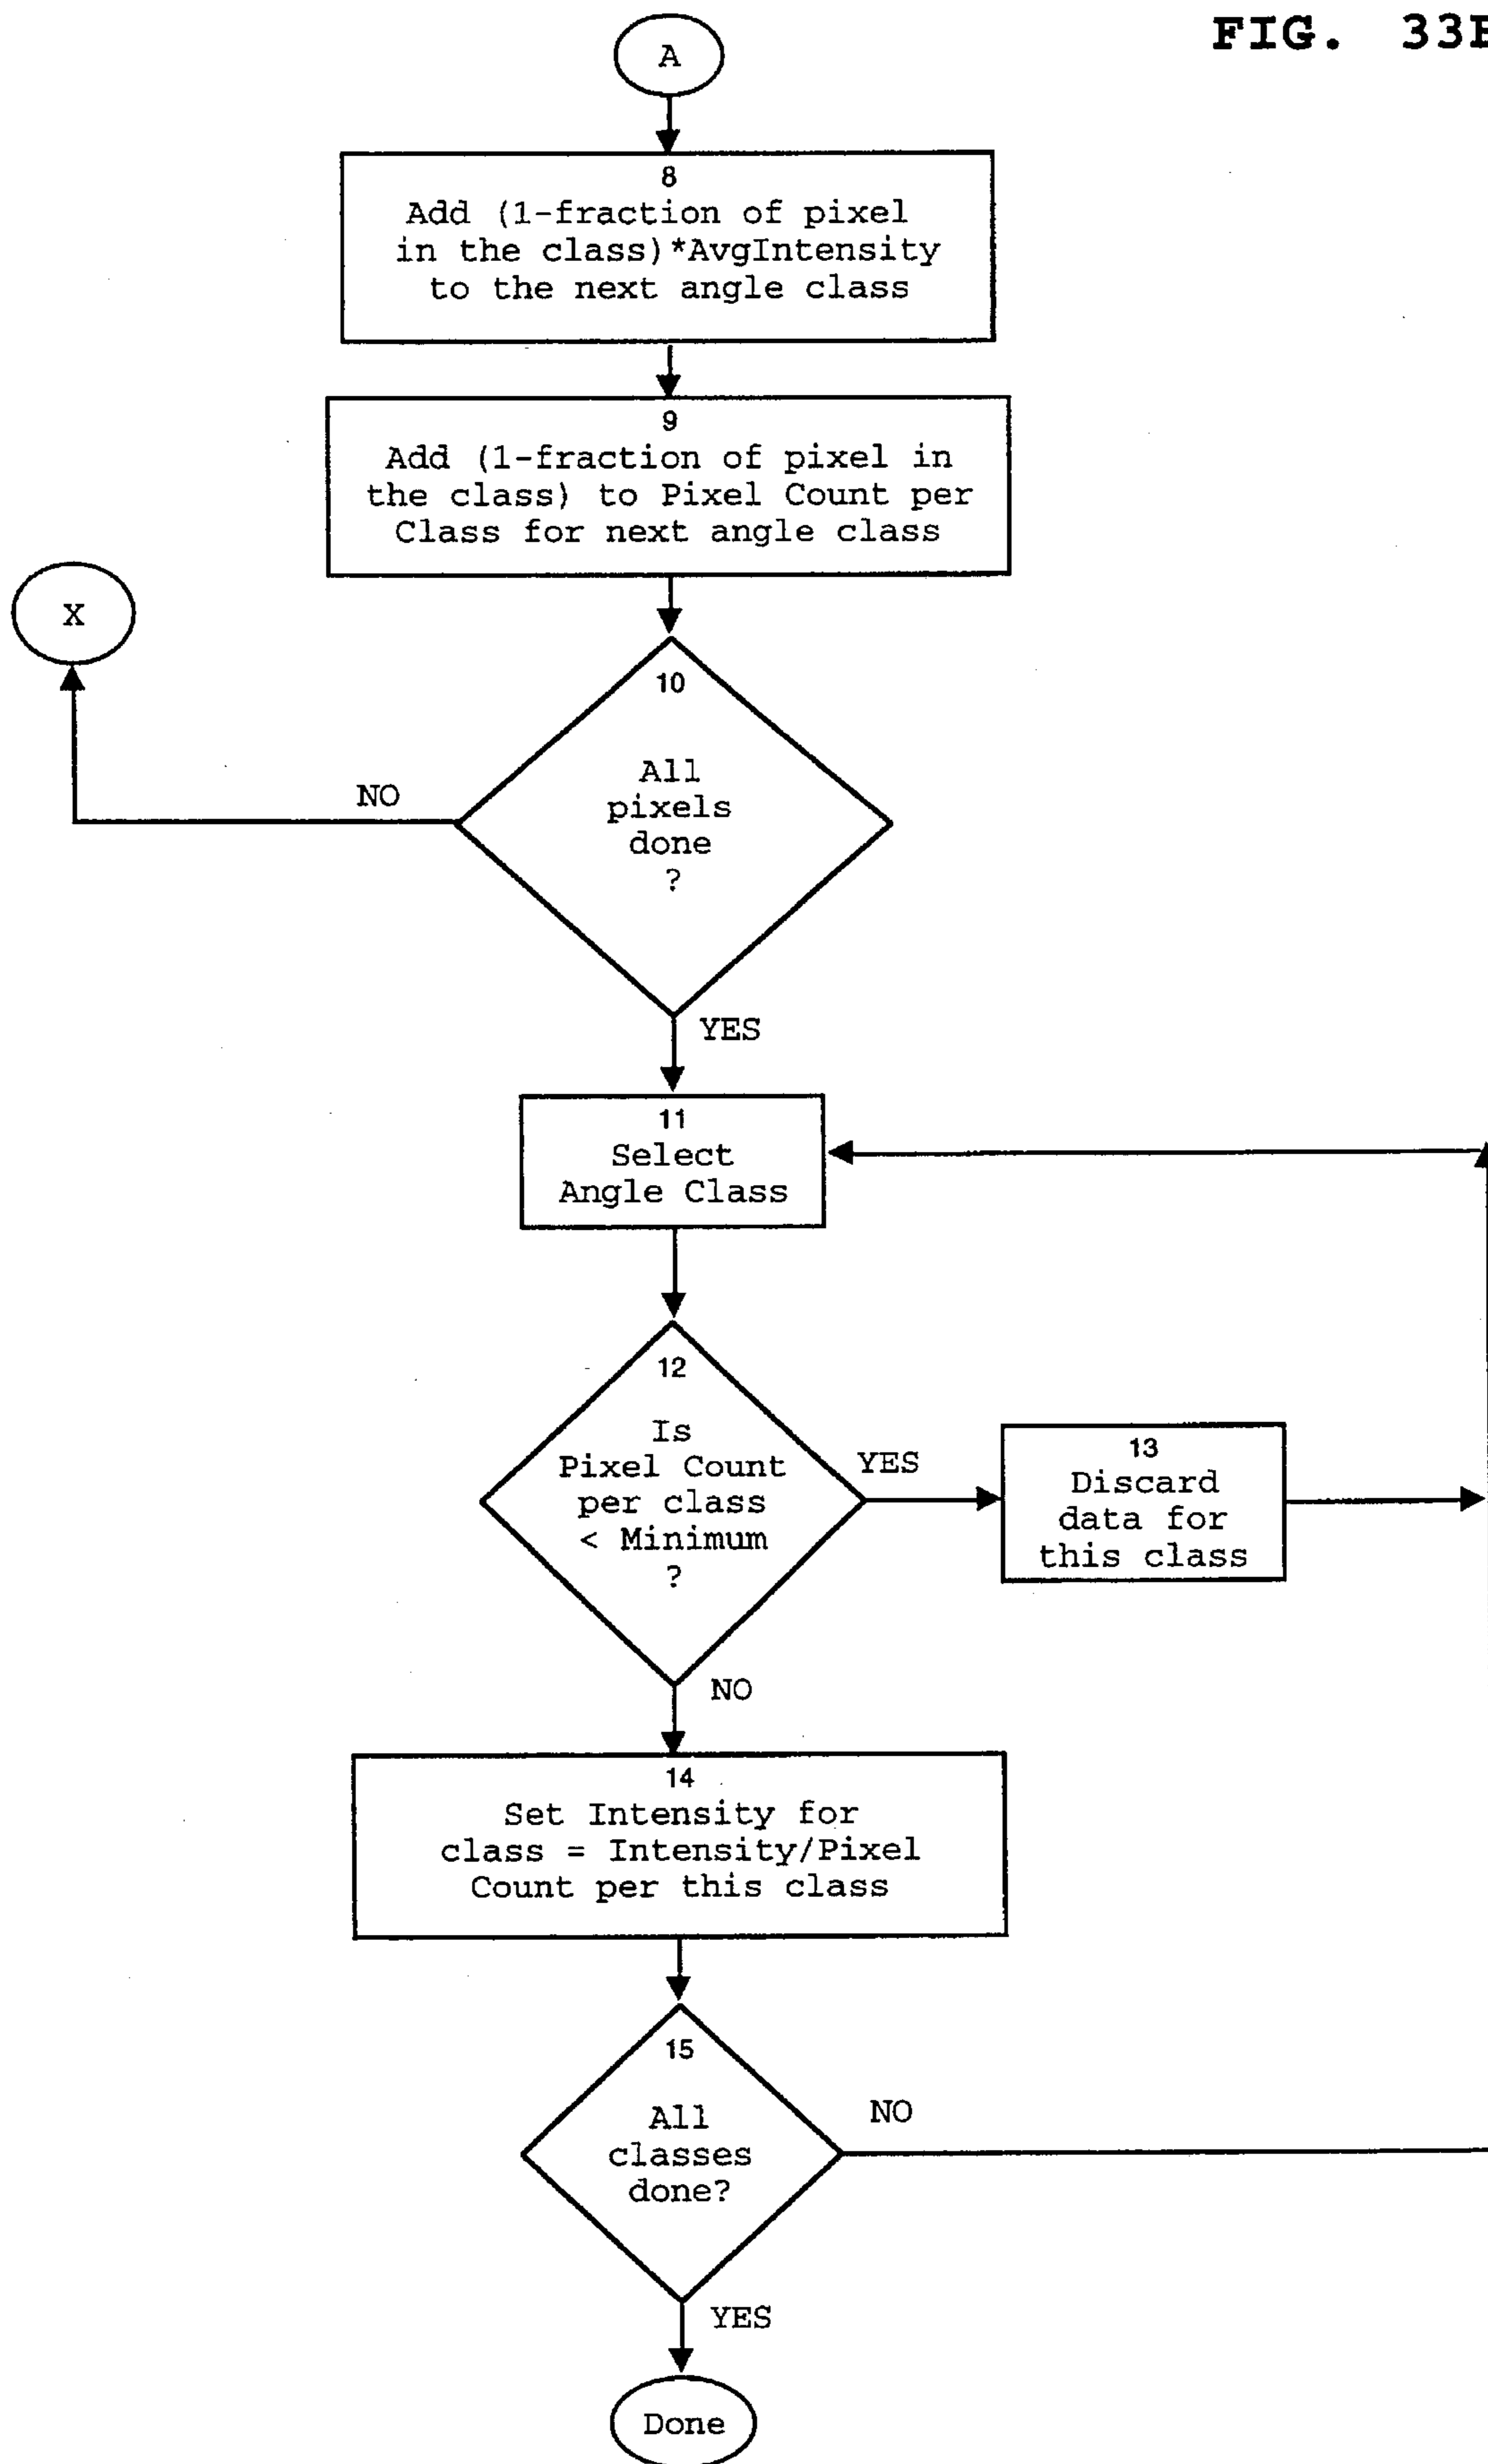 FIG. 33B
A
8
Add (1-fraction of pixel
in the class)*AvgIntensity
to the next angle class
9
Add (1-fraction of pixel in
the class) to Pixel Count per
Class for next angle class
X
10
All
pixels
done
?
NO
YES
11
Select
Angle Class
12
Is
Pixel Count
per class
< Minimum
?
YES
13
Discard
data for
this class
NO
14
Set Intensity for
class = Intensity/Pixel
Count per this class
15
All
classes
done?
NO
YES
Done